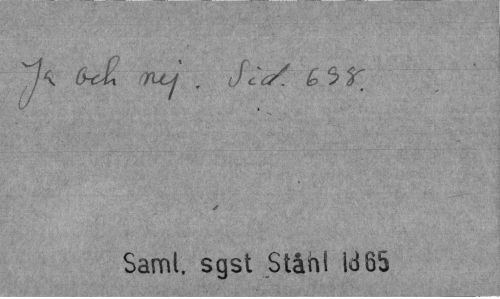 Ja och nej. Sid. 698.
Saml. sgst Ståhl 1865